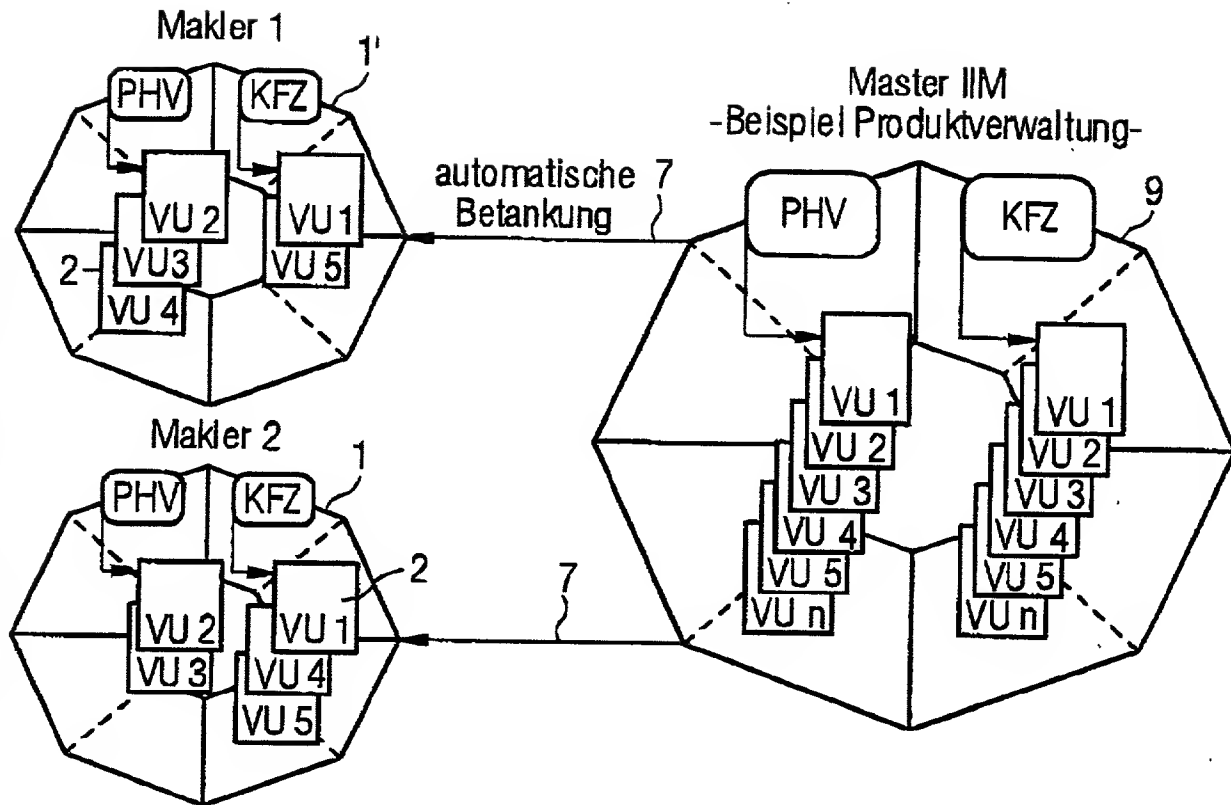 Makler 1
PHV
KFZ
1'
VU 2
VU 3
VU 4
2
VU 1
VU 5
automatische
Betankung
7
Master IIM
-Beispiel Produktverwaltung-
PHV
KFZ
9
VU 1
VU 2
VU 3
VU 4
VU 5
VU n
VU 1
VU 2
VU 3
VU 4
VU 5
VU n
Makler 2
PHV
KFZ
1
VU 2
VU 3
VU 1
VU 4
VU 5
2
7